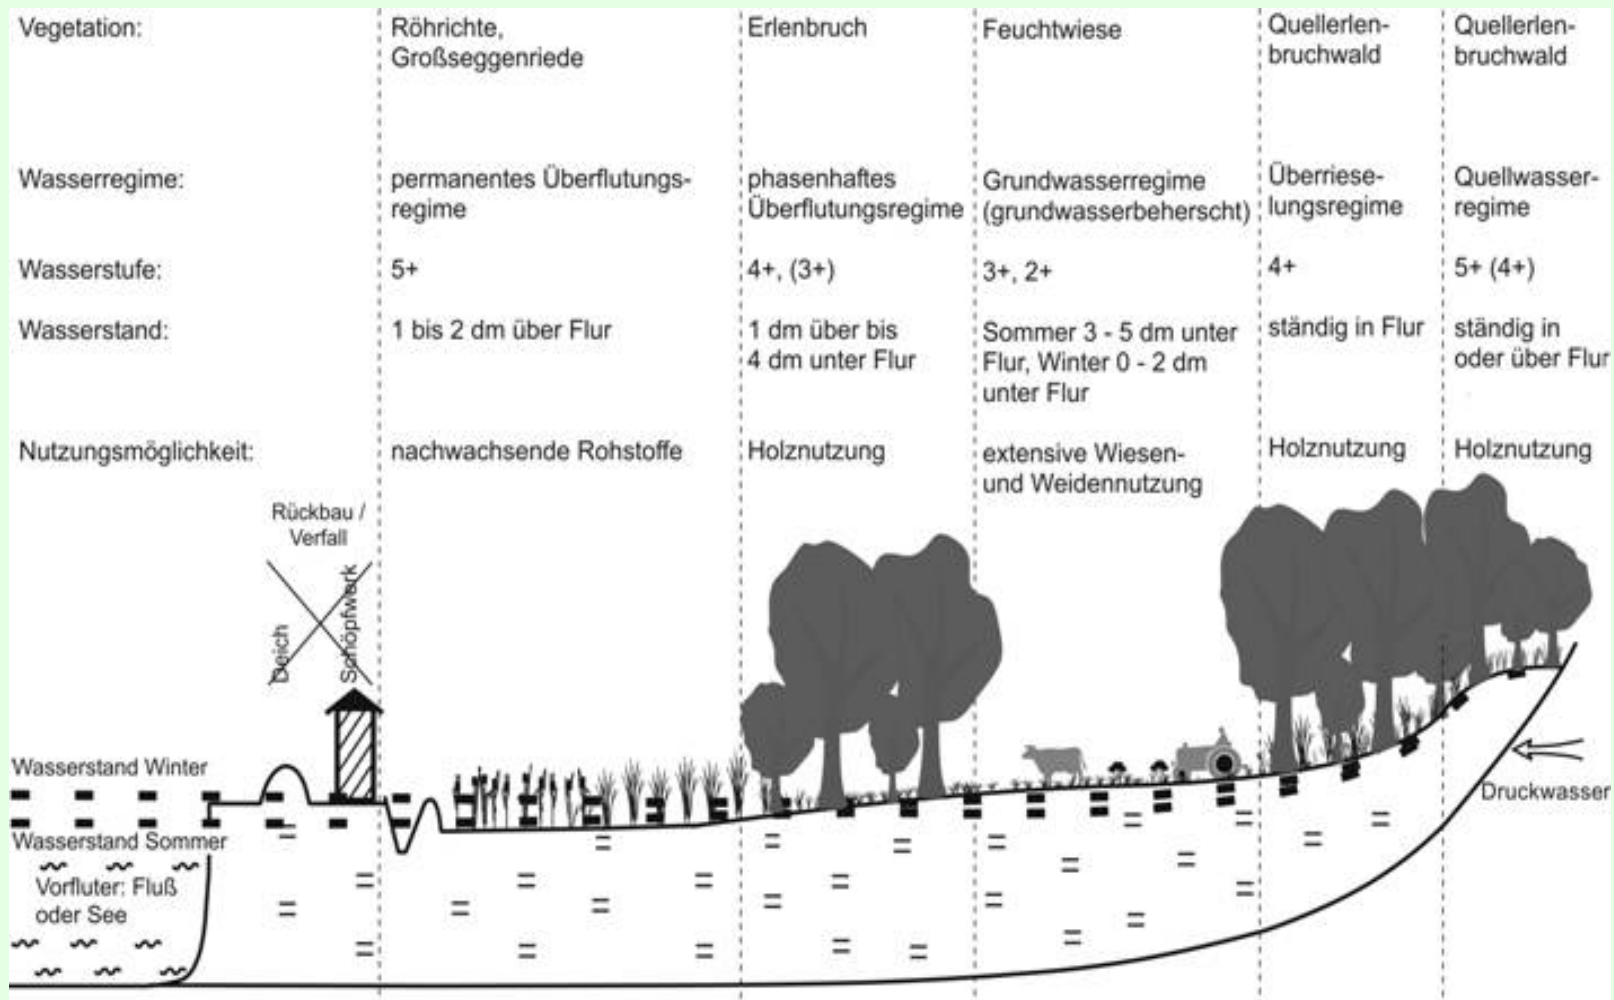 Vegetation:
Röhrichte,
Großseggenriede
Erlenbruch
Feuchtwiese
Quellerlen-
bruchwald
Quellerlen-
bruchwald
Wasserregime:
permanentes Überflutungs-
regime
phasenhaftes
Überflutungsregime
Grundwasserregime
(grundwasserbeherscht)
Überriese-
lungsregime
Quellwasser-
regime
Wasserstufe:
5+
4+, (3+)
3+, 2+
4+
5+ (4+)
Wasserstand:
1 bis 2 dm über Flur
1 dm über bis
4 dm unter Flur
Sommer 3 - 5 dm unter
Flur, Winter 0 - 2 dm
unter Flur
ständig in Flur
ständig in
oder über Flur
Nutzungsmöglichkeit:
nachwachsende Rohstoffe
Holznutzung
extensive Wiesen-
und Weidennutzung
Holznutzung
Holznutzung
Rückbau /
Verfall
Deich
Schöpfwerk
Wasserstand Winter
Wasserstand Sommer
Vorfluter: Fluß
oder See
Druckwasser